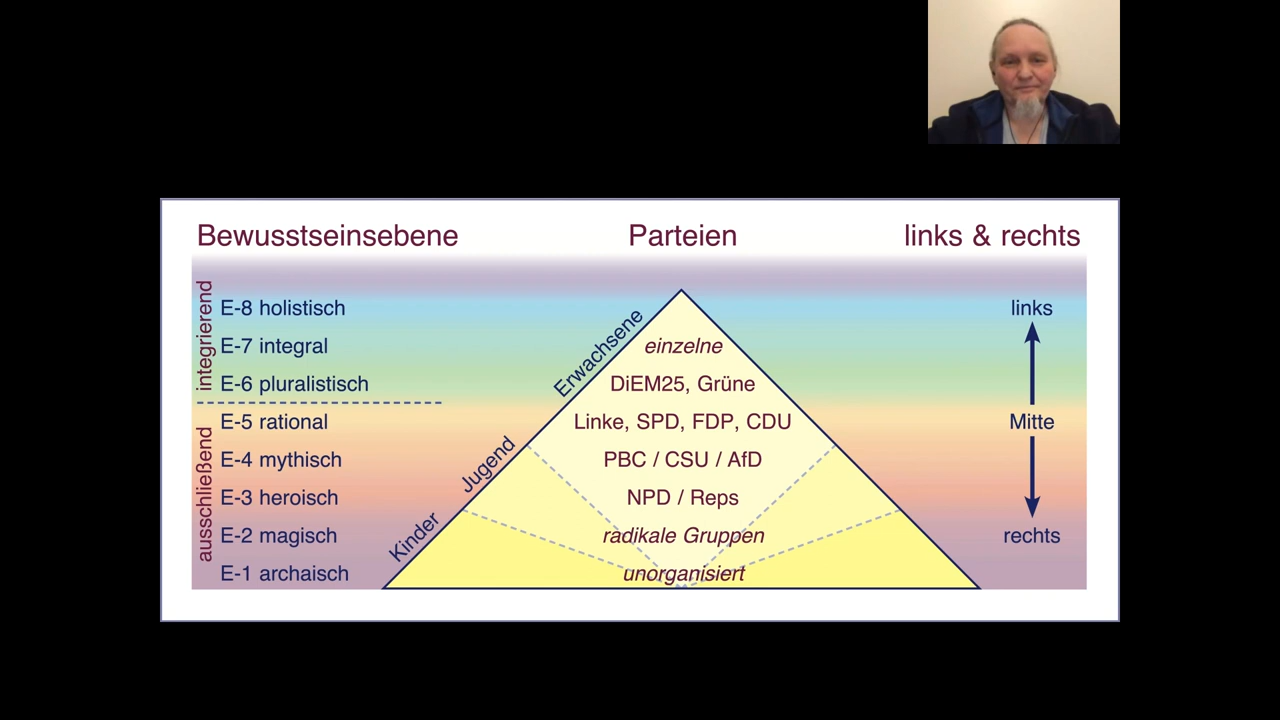 Bewusstseinsebene
Parteien
links & rechts
integrierend
ausschließend
E-8 holistisch
E-7 integral
E-6 pluralistisch
E-5 rational
E-4 mythisch
E-3 heroisch
E-2 magisch
E-1 archaisch
Erwachsene
Jugend
Kinder
einzelne
DiEM25, Grüne
Linke, SPD, FDP, CDU
PBC / CSU / AfD
NPD / Reps
radikale Gruppen
unorganisiert
links
Mitte
rechts